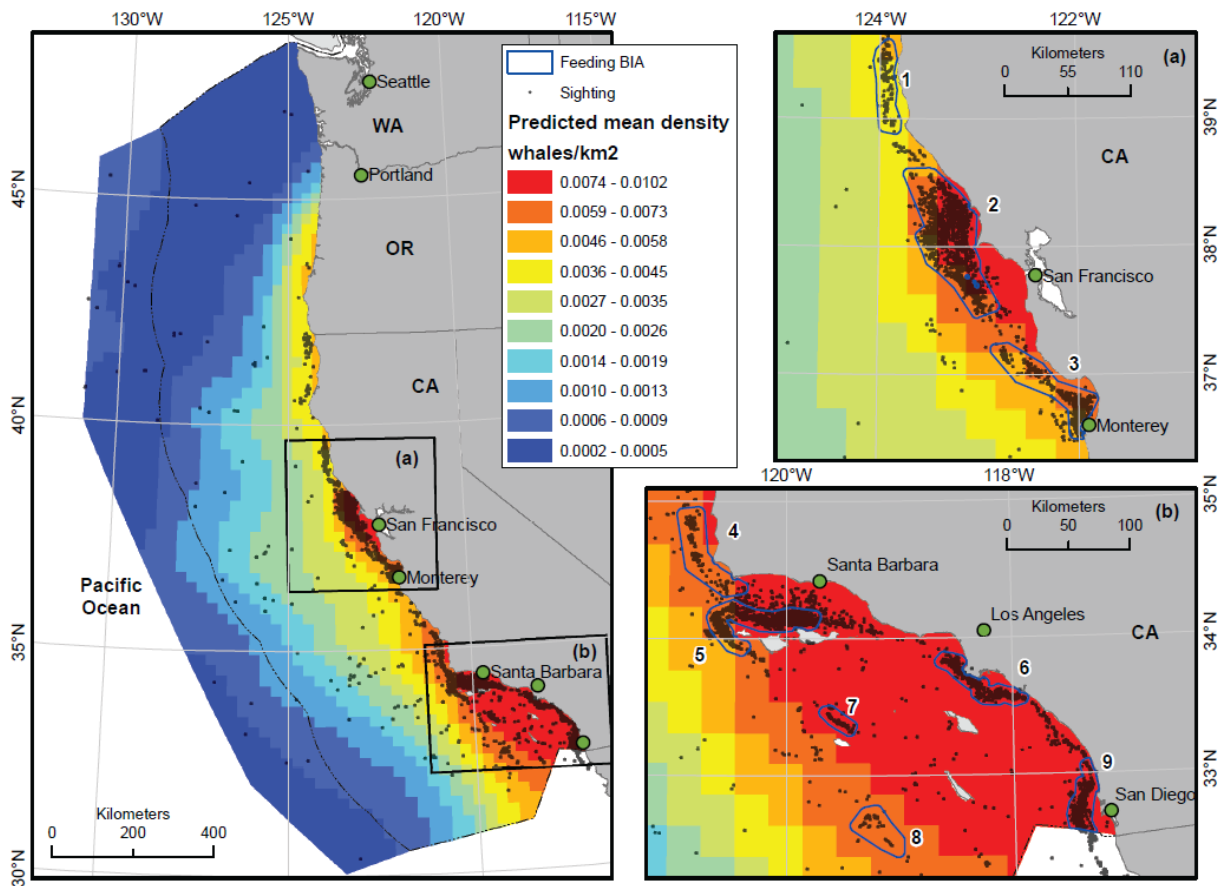 130°W
125°W
120°W
115°W
45°N
40°N
35°N
30°N
Seattle
WA
Portland
OR
CA
(a)
San Francisco
Monterey
Pacific
Ocean
(b)
Santa Barbara
Kilometers
0 200 400
Feeding BIA
Sighting
Predicted mean density
whales/km2
0.0074 - 0.0102
0.0059 - 0.0073
0.0046 - 0.0058
0.0036 - 0.0045
0.0027 - 0.0035
0.0020 - 0.0026
0.0014 - 0.0019
0.0010 - 0.0013
0.0006 - 0.0009
0.0002 - 0.0005
124°W
122°W
Kilometers
(a)
0 55 110
1
39°N
CA
2
38°N
San Francisco
3
37°N
Monterey
120°W
118°W
35°N
Kilometers
(b)
0 50 100
4
Santa Barbara
Los Angeles
CA
34°N
5
6
7
9
33°N
San Diego
8